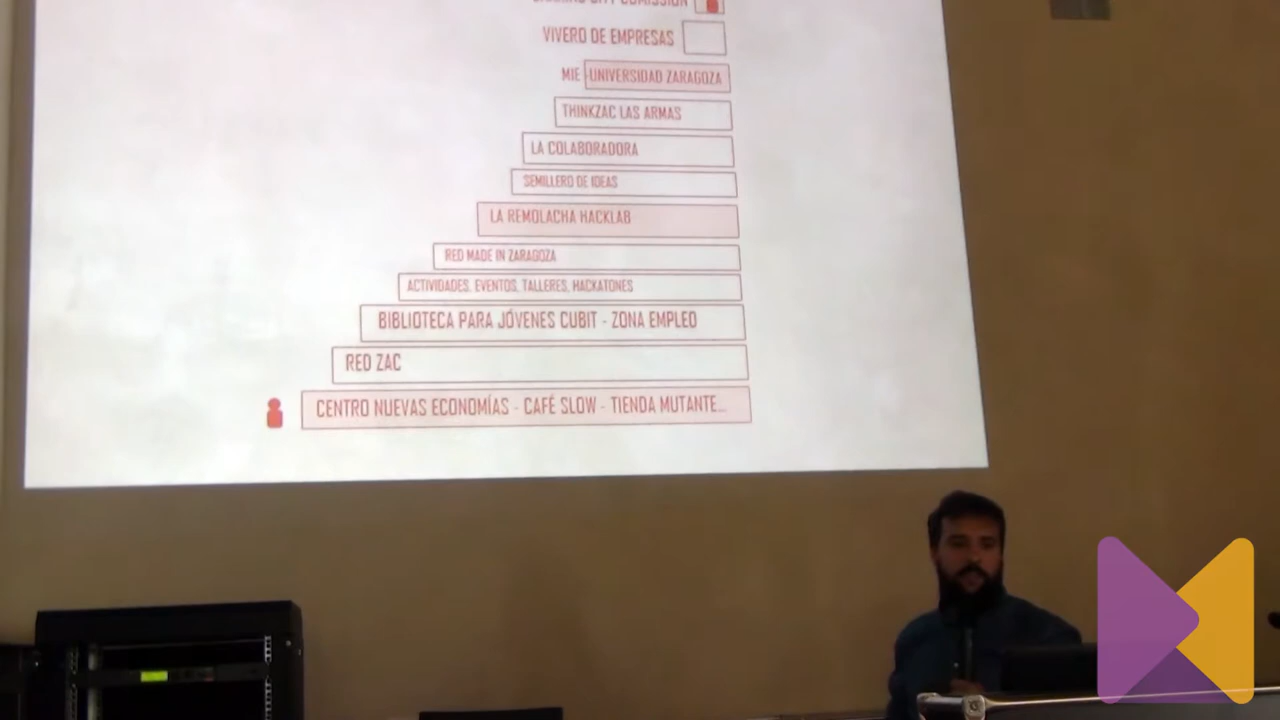 VIVERO DE EMPRESAS
MIE - UNIVERSIDAD ZARAGOZA
THINKZAC LAS ARMAS
LA COLABORADORA
SEMILLERO DE IDEAS
LA REMOLACHA HACKLAB
RED MADE IN ZARAGOZA
ACTIVIDADES, EVENTOS, TALLERES, HACKATONES
BIBLIOTECA PARA JÓVENES CUBIT - ZONA EMPLEO
RED ZAC
CENTRO NUEVAS ECONOMÍAS - CAFÉ SLOW - TIENDA MUTANTE...